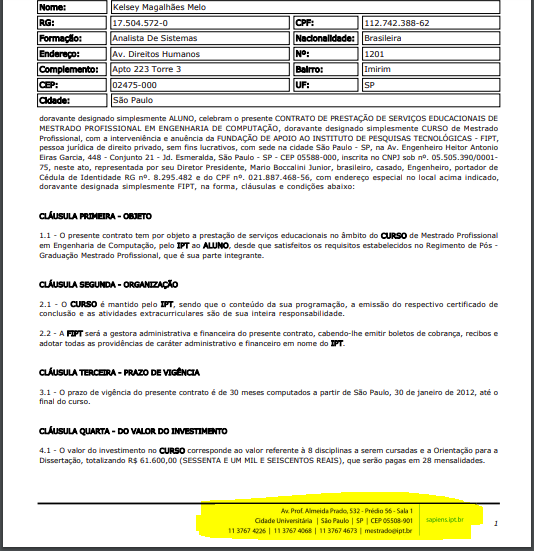 Nome: Kelsey Magalhães Melo
RG: 17.504.572-0 CPF: 112.742.388-62
Formação: Analista De Sistemas Nacionalidade: Brasileira
Endereço: Av. Direitos Humanos Nº: 1201
Complemento: Apto 223 Torre 3 Bairro: Imirim
CEP: 02475-000 UF: SP
Cidade: São Paulo
doravante designado simplesmente ALUNO, celebram o presente CONTRATO DE PRESTAÇÃO DE SERVIÇOS EDUCACIONAIS DE
MESTRADO PROFISSIONAL EM ENGENHARIA DE COMPUTAÇÃO, doravante designado simplesmente CURSO de Mestrado
Profissional, com a interveniência e anuência da FUNDAÇÃO DE APOIO AO INSTITUTO DE PESQUISAS TECNOLÓGICAS - FIPT,
pessoa jurídica de direito privado, sem fins lucrativos, com sede na cidade São Paulo - SP, na Av. Engenheiro Heitor Antonio
Eiras Garcia, 448 - Conjunto 21 - Jd. Esmeralda, São Paulo - SP - CEP 05588-000, inscrita no CNPJ sob nº. 05.505.390/0001-
75, neste ato, representada por seu Diretor Presidente, Mario Boccalini Junior, brasileiro, casado, Engenheiro, portador de
Cédula de Identidade RG nº. 8.295.482 e do CPF nº. 021.887.468-56, com endereço especial no local acima indicado,
doravante designada simplesmente FIPT, na forma, cláusulas e condições abaixo:
CLÁUSULA PRIMEIRA - OBJETO
1.1 - O presente contrato tem por objeto a prestação de serviços educacionais no âmbito do CURSO de Mestrado Profissional
em Engenharia de Computação, pelo IPT ao ALUNO, desde que satisfeitos os requisitos estabelecidos no Regimento de Pós -
Graduação Mestrado Profissional, que é sua parte integrante.
CLÁUSULA SEGUNDA - ORGANIZAÇÃO
2.1 - O CURSO é mantido pelo IPT, sendo que o conteúdo da sua programação, a emissão do respectivo certificado de
conclusão e as atividades extracurriculares são de sua inteira responsabilidade.
2.2 - A FIPT será a gestora administrativa e financeira do presente contrato, cabendo-lhe emitir boletos de cobrança, recibos e
adotar todas as providências de caráter administrativo e financeiro em nome do IPT.
CLÁUSULA TERCEIRA - PRAZO DE VIGÊNCIA
3.1 - O prazo de vigência do presente contrato é de 30 meses computados a partir de São Paulo, 30 de janeiro de 2012, até o
final do curso.
CLÁUSULA QUARTA - DO VALOR DO INVESTIMENTO
4.1 - O valor do investimento no CURSO corresponde ao valor referente à 8 disciplinas a serem cursadas e a Orientação para a
Dissertação, totalizando R$ 61.600,00 (SESSENTA E UM MIL E SEISCENTOS REAIS), que serão pagas em 28 mensalidades.
Av. Prof. Almeida Prado, 532 - Prédio 56 - Sala 1
Cidade Universitária | São Paulo | SP | CEP 05508-901
11 3767 4226 | 11 3767 4068 | 11 3767 4673 | mestrado@ipt.br
sapiens.ipt.br
1